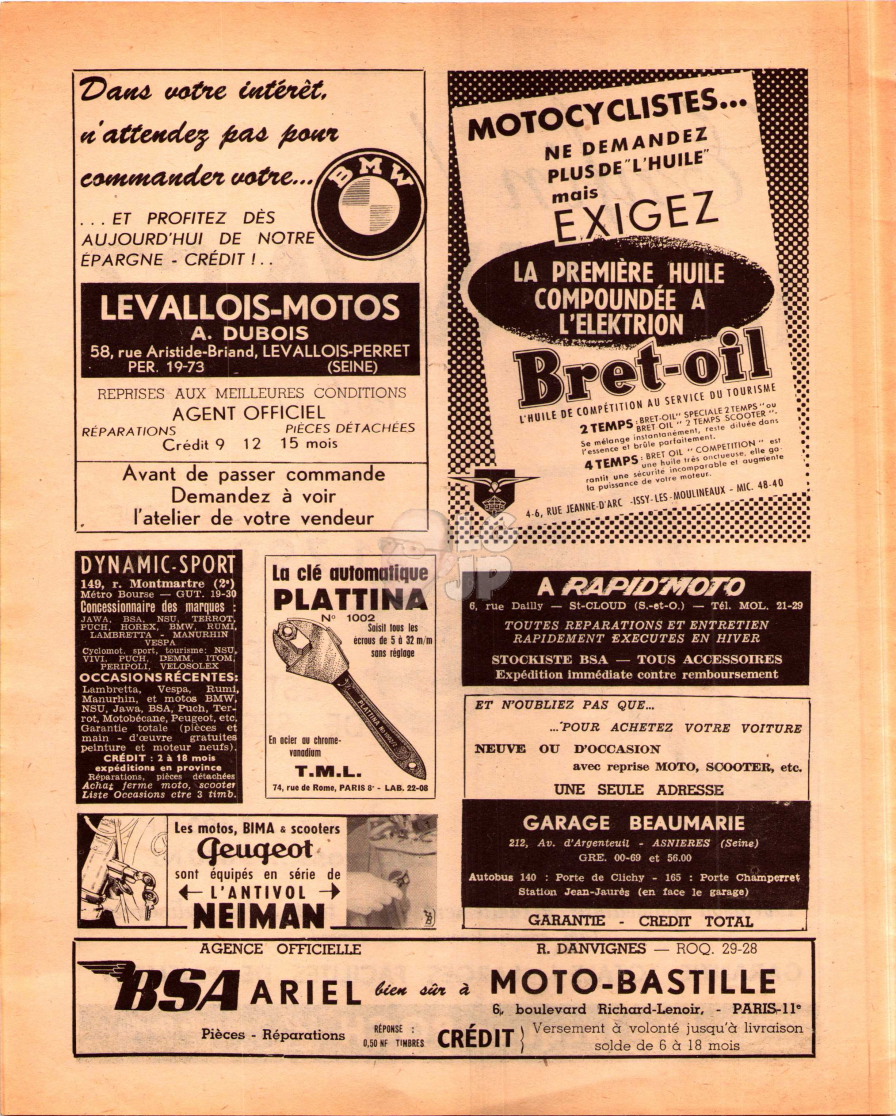 Dans votre intérêt,
n'attendez pas pour
commander votre...
BMW
...ET PROFITEZ DÈS
AUJOURD'HUI DE NOTRE
ÉPARGNE - CRÉDIT !..
LEVALLOIS-MOTOS
A. DUBOIS
58, rue Aristide-Briand, LEVALLOIS-PERRET
PER. 19-73 (SEINE)
REPRISES AUX MEILLEURES CONDITIONS
AGENT OFFICIEL
RÉPARATIONS PIÈCES DÉTACHÉES
Crédit 9 12 15 mois
Avant de passer commande
Demandez à voir
l'atelier de votre vendeur
MOTOCYCLISTES...
NE DEMANDEZ
PLUS DE "L'HUILE"
mais
EXIGEZ
LA PREMIÈRE HUILE
COMPOUNDÉE A
L'ELEKTRION
Bret-oil
L'HUILE DE COMPÉTITION AU SERVICE DU TOURISME
2 TEMPS : BRET-OIL" SPECIALE 2 TEMPS "ou
BRET OIL " 2 TEMPS SCOOTER ".
Se mélange instantanément, reste diluée dans
l'essence et brûle parfaitement.
4 TEMPS : BRET OIL " COMPETITION " est
une huile très onctueuse, elle ga-
rantit une sécurité incomparable et augmente
la puissance de votre moteur.
4-6, RUE JEANNE-D'ARC -ISSY-LES-MOULINEAUX - MIC. 48-40
DYNAMIC-SPORT
149, r. Montmartre (2e)
Métro Bourse — GUT. 19-30
Concessionnaire des marques :
JAWA, BSA, NSU, TERROT,
PUCH, HOREX, BMW, RUMI,
LAMBRETTA - MANURHIN
VESPA
Cyclomot. sport, tourisme: NSU,
VIVI, PUCH, DEMM, ITOM,
PERIPOLI, VELOSOLEX
OCCASIONS RÉCENTES:
Lambretta, Vespa, Rumi,
Manurhin, et motos BMW,
NSU, Jawa, BSA, Puch, Ter-
rot, Motobécane, Peugeot, etc.
Garantie totale (pièces et
main - d'œuvre gratuites
peinture et moteur neufs).
CRÉDIT : 2 à 18 mois
expéditions en province
Réparations, pièces détachées
Achat ferme moto, scooter
Liste Occasions ctre 3 timb.
La clé automatique
PLATTINA
N° 1002
Saisit tous les
écrous de 5 à 32 m/m
sans réglage
PLATTINA
En acier au chrome-
vanadium
T.M.L.
74, rue de Rome, PARIS 8e - LAB. 22-08
LG
JP
A RAPID'MOTO
6, rue Dailly — St-CLOUD (S.-et-O.) — Tél. MOL. 21-29
TOUTES REPARATIONS ET ENTRETIEN
RAPIDEMENT EXECUTES EN HIVER
STOCKISTE BSA — TOUS ACCESSOIRES
Expédition immédiate contre remboursement
ET N'OUBLIEZ PAS QUE...
...POUR ACHETEZ VOTRE VOITURE
NEUVE OU D'OCCASION
avec reprise MOTO, SCOOTER, etc.
UNE SEULE ADRESSE
GARAGE BEAUMARIE
212, Av. d'Argenteuil - ASNIERES (Seine)
GRE. 00-69 et 56.00
Autobus 140 : Porte de Clichy - 165 : Porte Champerret
Station Jean-Jaurès (en face le garage)
GARANTIE - CREDIT TOTAL
Les motos, BIMA & scooters
Peugeot
sont équipés en série de
L'ANTIVOL
NEIMAN
AGENCE OFFICIELLE R. DANVIGNES — ROQ. 29-28
BSA ARIEL bien sûr à MOTO-BASTILLE
6, boulevard Richard-Lenoir, - PARIS-11e
Pièces - Réparations RÉPONSE :
0,50 NF TIMBRES CRÉDIT } Versement à volonté jusqu'à livraison
solde de 6 à 18 mois